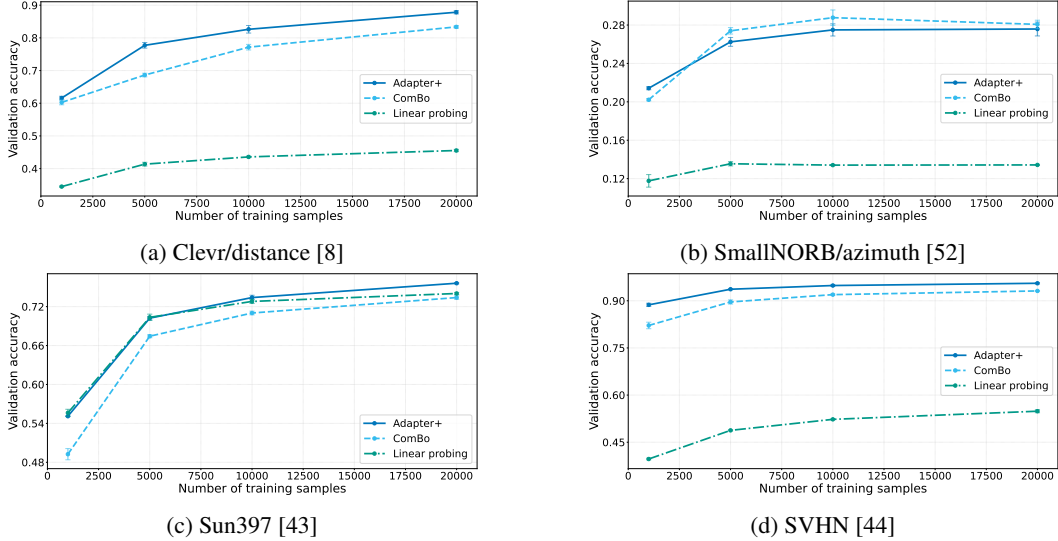 0.9
0.8
0.7
0.6
0.5
0.4
Validation accuracy
Adapter+
ComBo
Linear probing
0 2500 5000 7500 10000 12500 15000 17500 20000
Number of training samples
(a) Clevr/distance [8]
0.28
0.24
0.20
0.16
0.12
Validation accuracy
Adapter+
ComBo
Linear probing
0 2500 5000 7500 10000 12500 15000 17500 20000
Number of training samples
(b) SmallNORB/azimuth [52]
0.72
0.66
0.60
0.54
0.48
Validation accuracy
Adapter+
ComBo
Linear probing
0 2500 5000 7500 10000 12500 15000 17500 20000
Number of training samples
(c) Sun397 [43]
0.90
0.75
0.60
0.45
Validation accuracy
Adapter+
ComBo
Linear probing
0 2500 5000 7500 10000 12500 15000 17500 20000
Number of training samples
(d) SVHN [44]